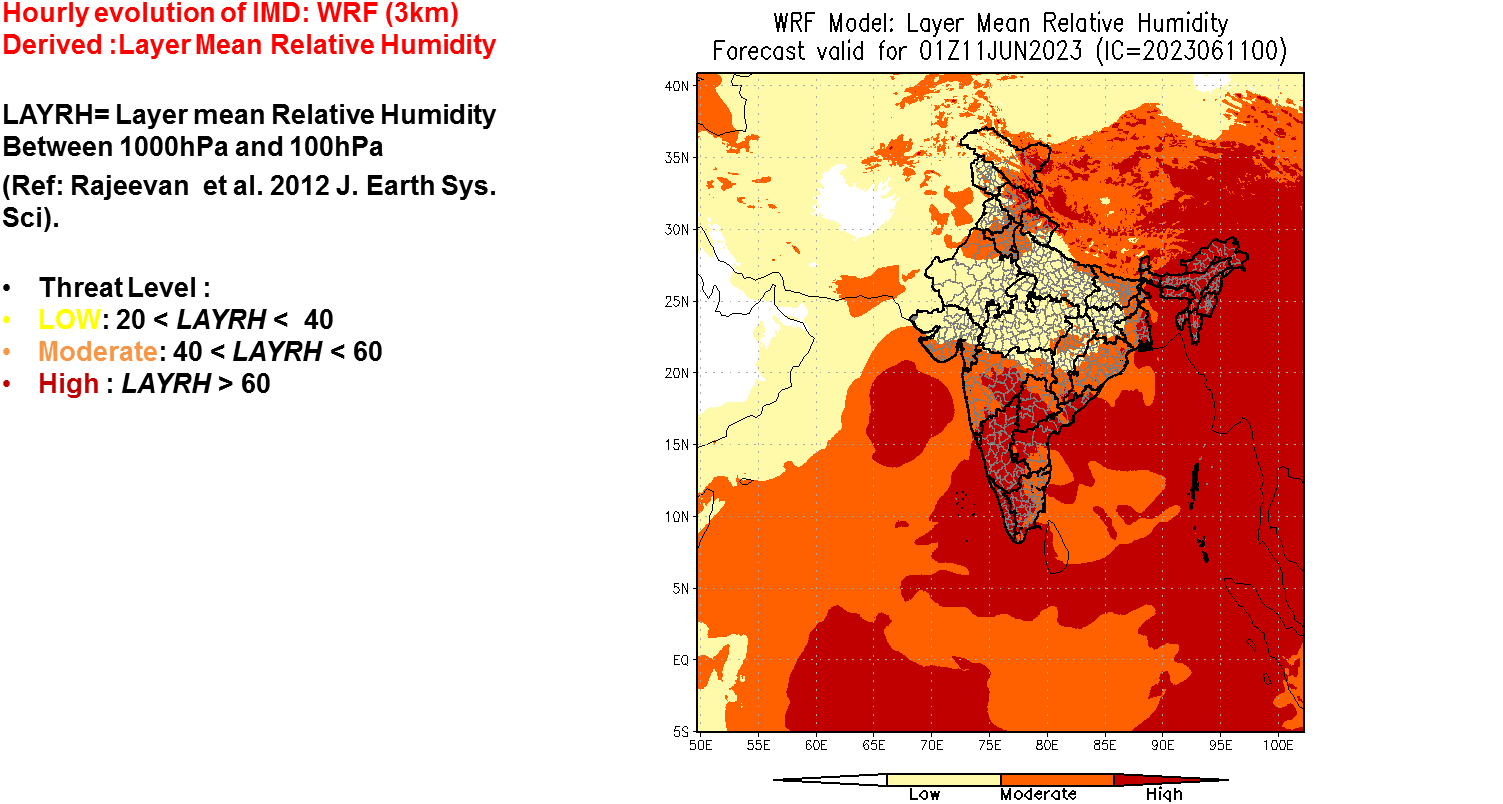 Hourly evolution of IMD: WRF (3km)
Derived :Layer Mean Relative Humidity
LAYRH= Layer mean Relative Humidity
Between 1000hPa and 100hPa
(Ref: Rajeevan et al. 2012 J. Earth Sys.
Sci).
• Threat Level :
• LOW: 20 < LAYRH < 40
• Moderate: 40 < LAYRH < 60
• High : LAYRH > 60
WRF Model: Layer Mean Relative Humidity
Forecast valid for 01Z11JUN2023 (IC=2023061100)
40N
35N
30N
25N
20N
15N
10N
5N
EQ
5S
50E 55E 60E 65E 70E 75E 80E 85E 90E 95E 100E
Low Moderate High